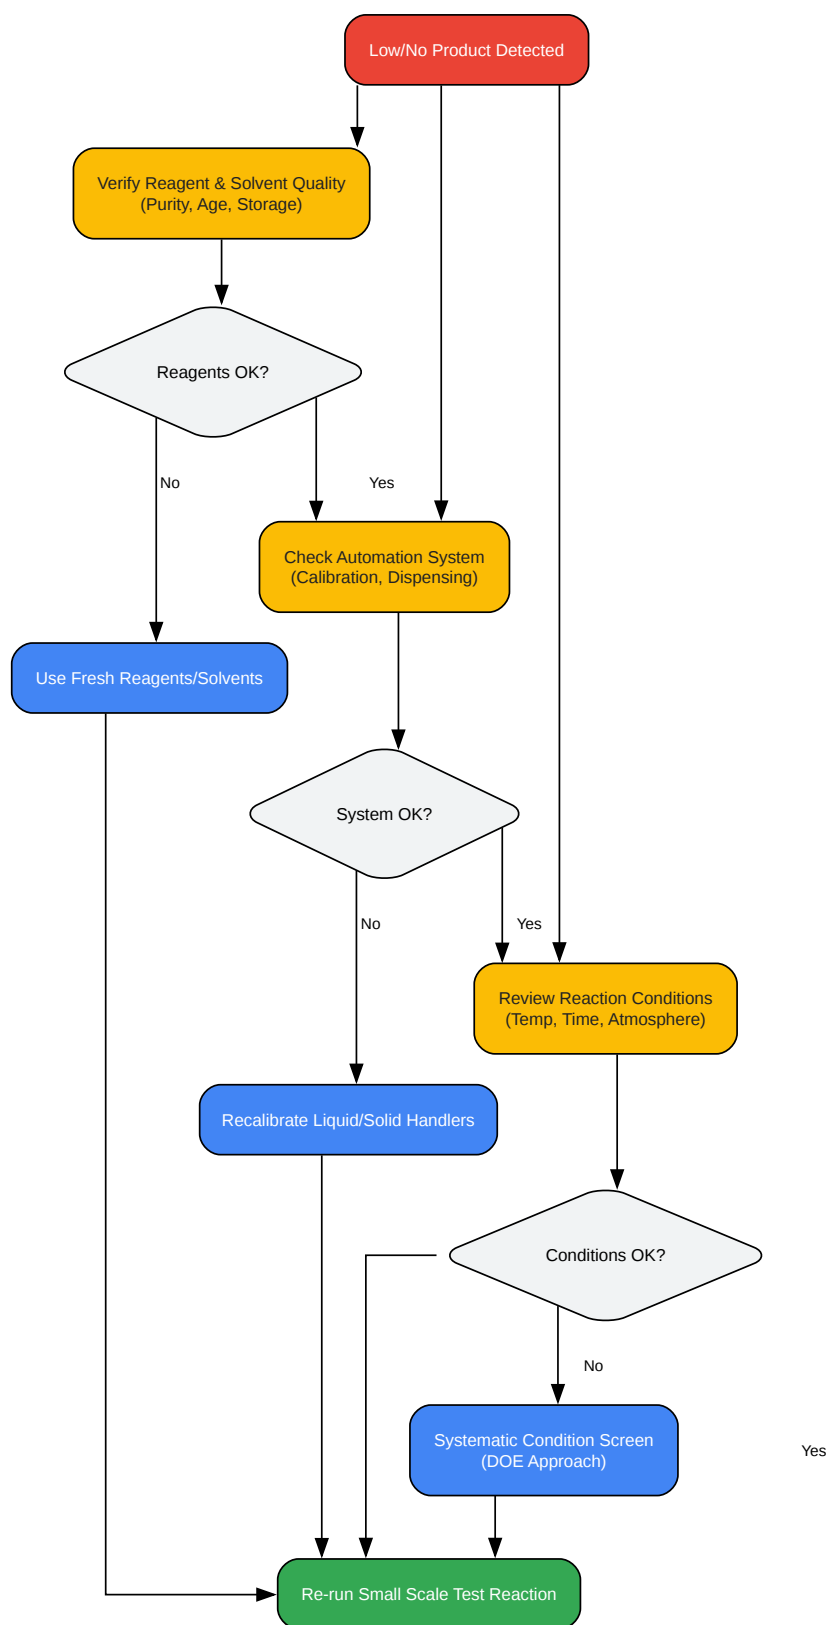 Low/No Product Detected
Verify Reagent & Solvent Quality
(Purity, Age, Storage)
Reagents OK?
No
Yes
Check Automation System
(Calibration, Dispensing)
Use Fresh Reagents/Solvents
System OK?
No
Yes
Review Reaction Conditions
(Temp, Time, Atmosphere)
Recalibrate Liquid/Solid Handlers
Conditions OK?
No
Systematic Condition Screen
(DOE Approach)
Yes
Re-run Small Scale Test Reaction